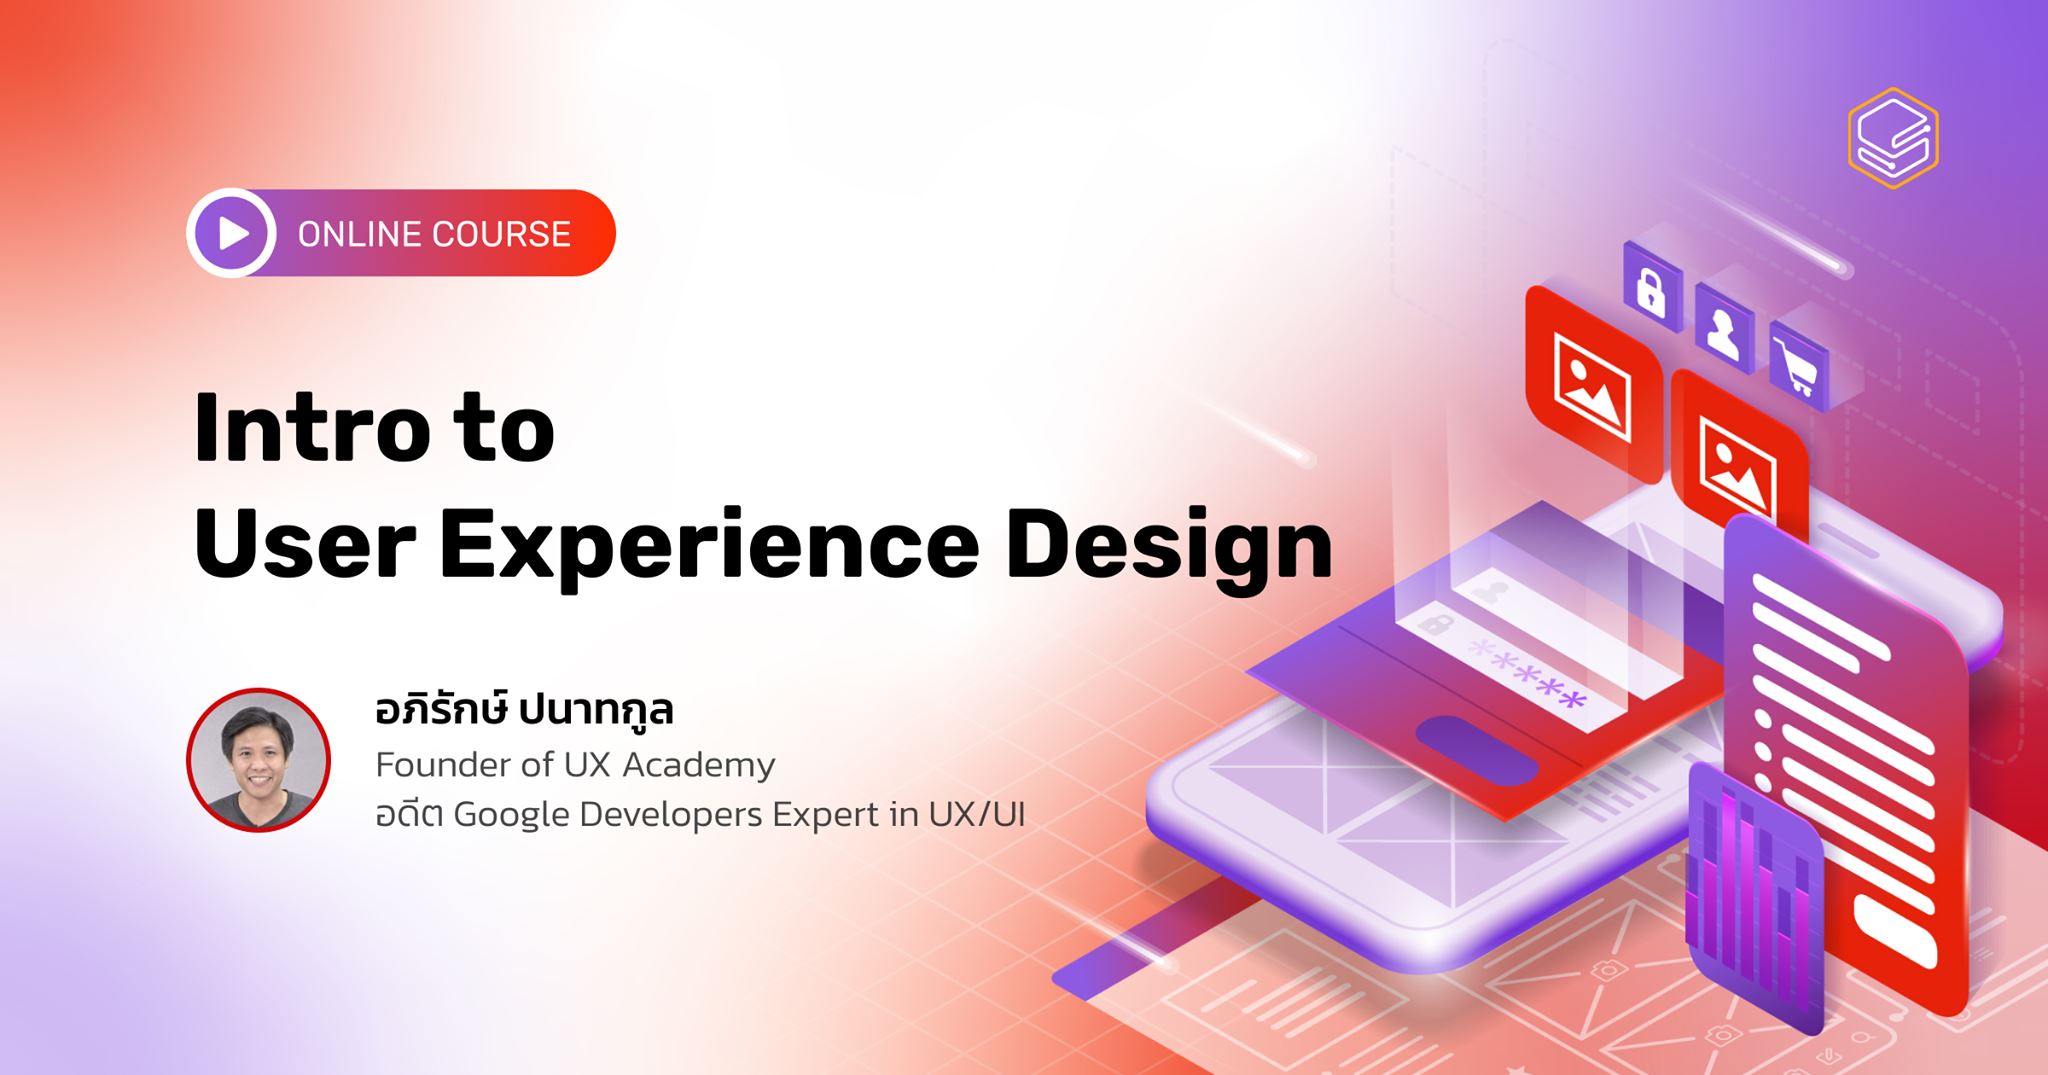 ONLINE COURSE
Intro to
User Experience Design
อภิรักษ์ ปนาทกูล
Founder of UX Academy
อดีต Google Developers Expert in UX/UI
*****